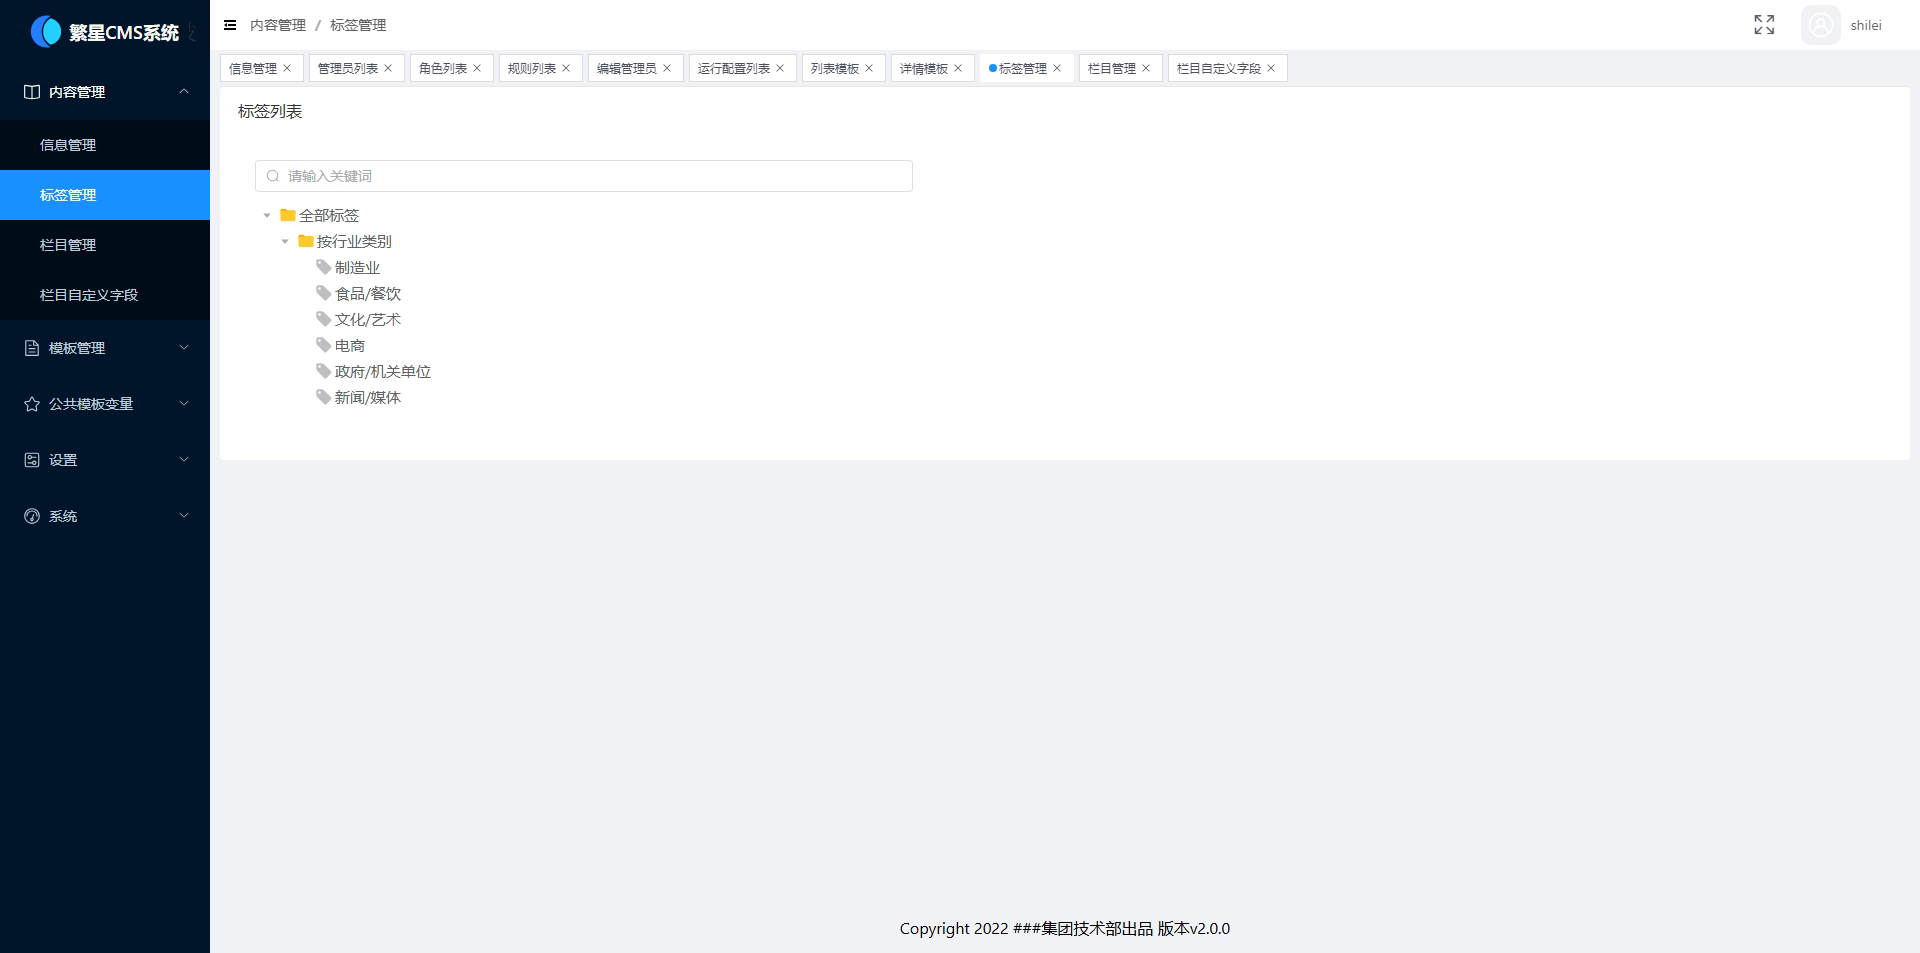 繁星CMS系统
内容管理 / 标签管理
shilei
信息管理 管理员列表 角色列表 规则列表 编辑管理员 运行配置列表 列表模板 详情模板 标签管理 栏目管理 栏目自定义字段
内容管理
信息管理
标签管理
栏目管理
栏目自定义字段
模板管理
公共模板变量
设置
系统
标签列表
请输入关键词
全部标签
按行业类别
制造业
食品/餐饮
文化/艺术
电商
政府/机关单位
新闻/媒体
Copyright 2022 ###集团技术部出品 版本v2.0.0